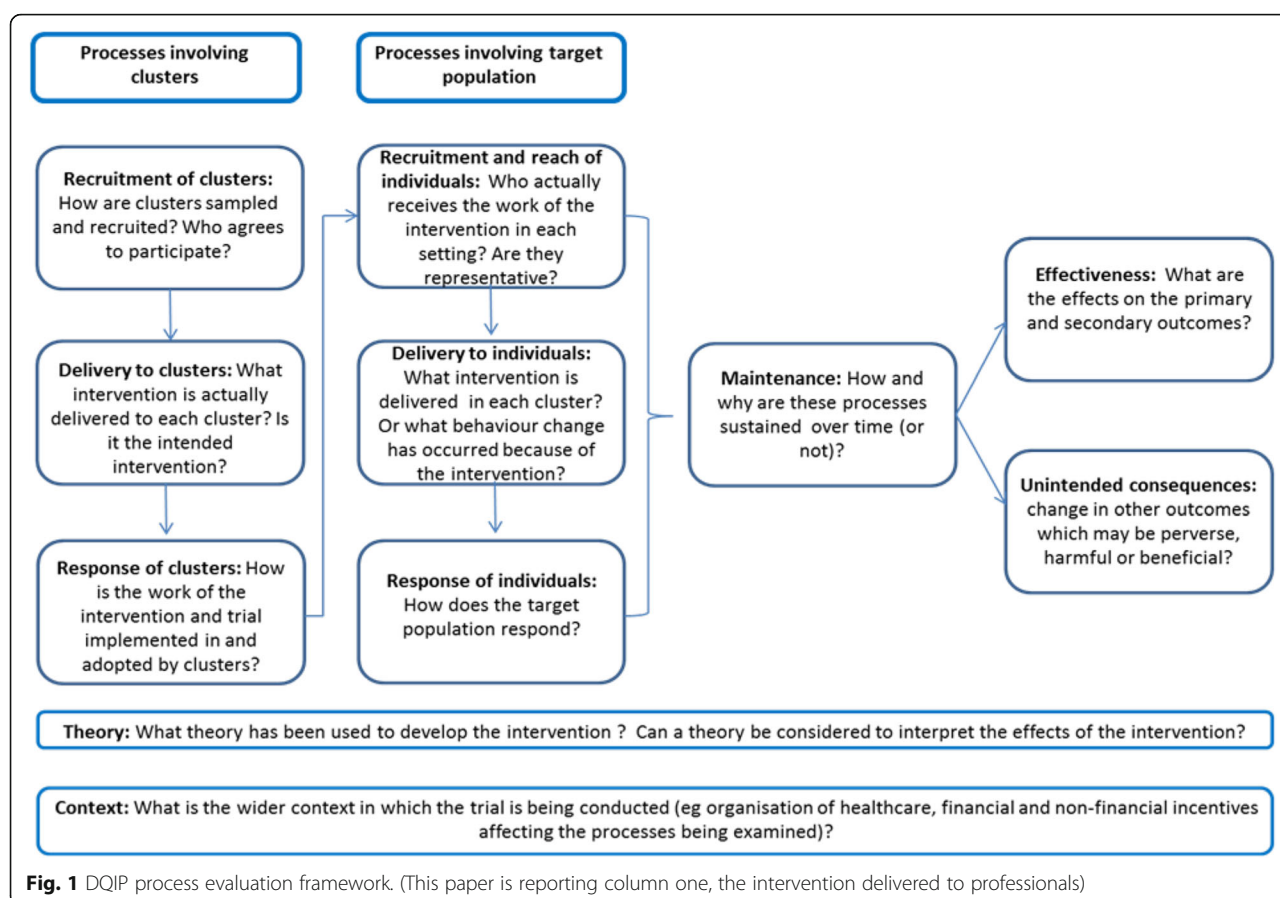 Processes involving
clusters
Processes involving target
population
Recruitment of clusters:
How are clusters sampled
and recruited? Who agrees
to participate?
Delivery to clusters: What
intervention is actually
delivered to each cluster? Is
it the intended
intervention?
Response of clusters: How
is the work of the
intervention and trial
implemented in and
adopted by clusters?
Recruitment and reach of
individuals: Who actually
receives the work of the
intervention in each
setting? Are they
representative?
Delivery to individuals:
What intervention is
delivered in each cluster?
Or what behaviour change
has occurred because of
the intervention?
Response of individuals:
How does the target
population respond?
Maintenance: How and
why are these processes
sustained over time (or
not)?
Effectiveness: What are
the effects on the primary
and secondary outcomes?
Unintended consequences:
change in other outcomes
which may be perverse,
harmful or beneficial?
Theory: What theory has been used to develop the intervention ? Can a theory be considered to interpret the effects of the intervention?
Context: What is the wider context in which the trial is being conducted (eg organisation of healthcare, financial and non-financial incentives
affecting the processes being examined)?
Fig. 1 DQIP process evaluation framework. (This paper is reporting column one, the intervention delivered to professionals)